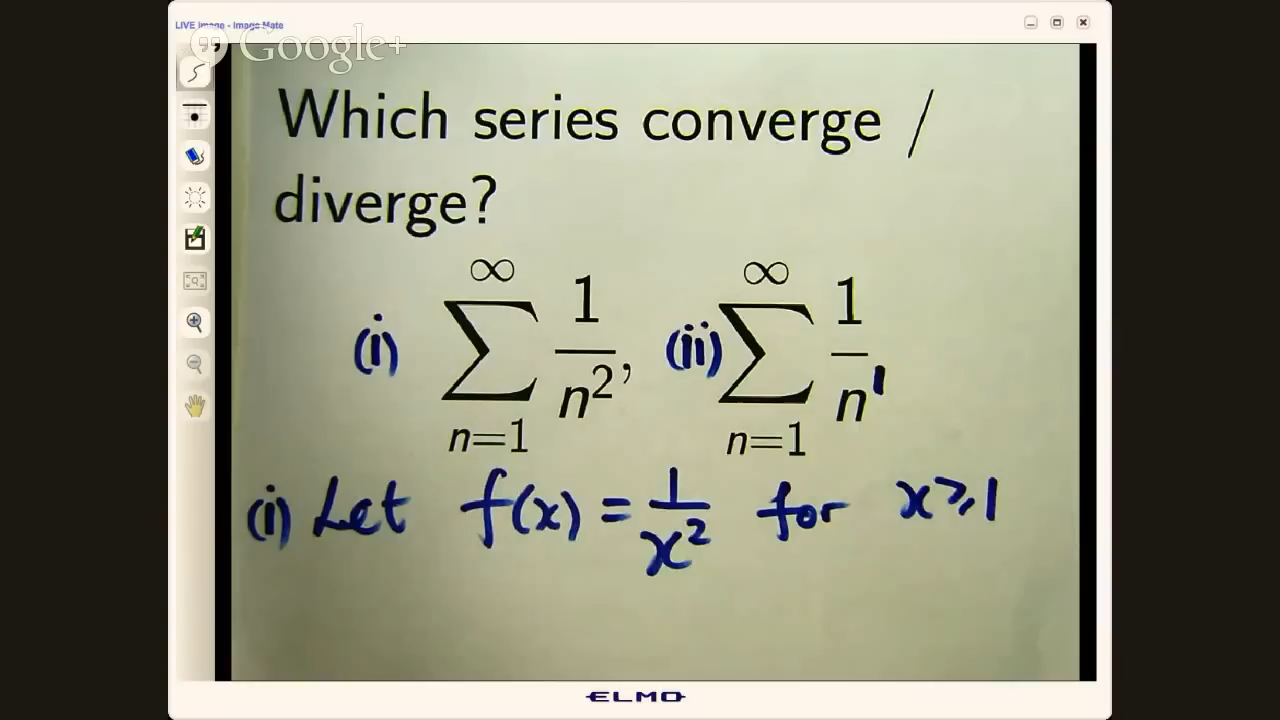 LIVE Image - Image Mate
Google+
Which series converge /
diverge?
(i) ∞ ∑ n=1 1/n², (ii) ∞ ∑ n=1 1/n¹
(i) Let f(x) = 1/x² for x ≥ 1
ELMO